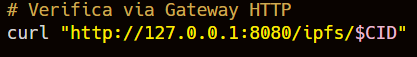 # Verifica via Gateway HTTP
curl "http://127.0.0.1:8080/ipfs/$CID"